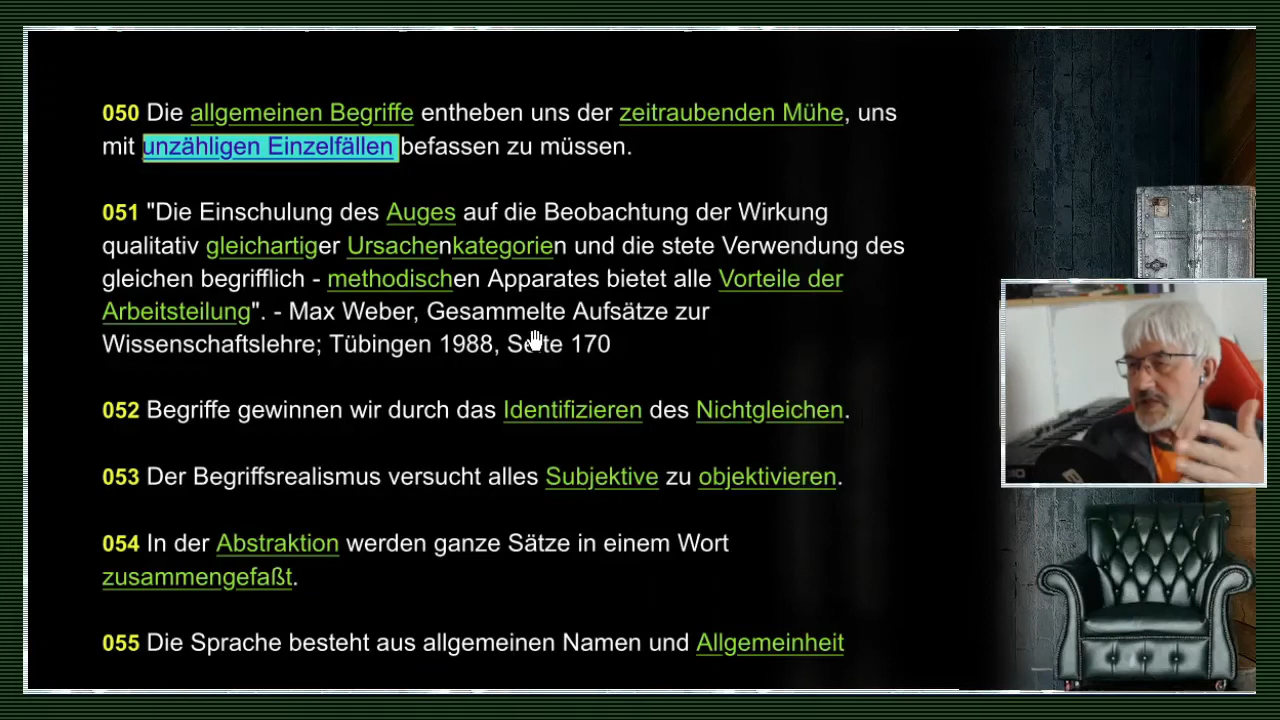 050 Die allgemeinen Begriffe entheben uns der zeitraubenden Mühe, uns
mit unzähligen Einzelfällen befassen zu müssen.
051 "Die Einschulung des Auges auf die Beobachtung der Wirkung
qualitativ gleichartiger Ursachenkategorien und die stete Verwendung des
gleichen begrifflich - methodischen Apparates bietet alle Vorteile der
Arbeitsteilung". - Max Weber, Gesammelte Aufsätze zur
Wissenschaftslehre; Tübingen 1988, Seite 170
052 Begriffe gewinnen wir durch das Identifizieren des Nichtgleichen.
053 Der Begriffsrealismus versucht alles Subjektive zu objektivieren.
054 In der Abstraktion werden ganze Sätze in einem Wort
zusammengefaßt.
055 Die Sprache besteht aus allgemeinen Namen und Allgemeinheit